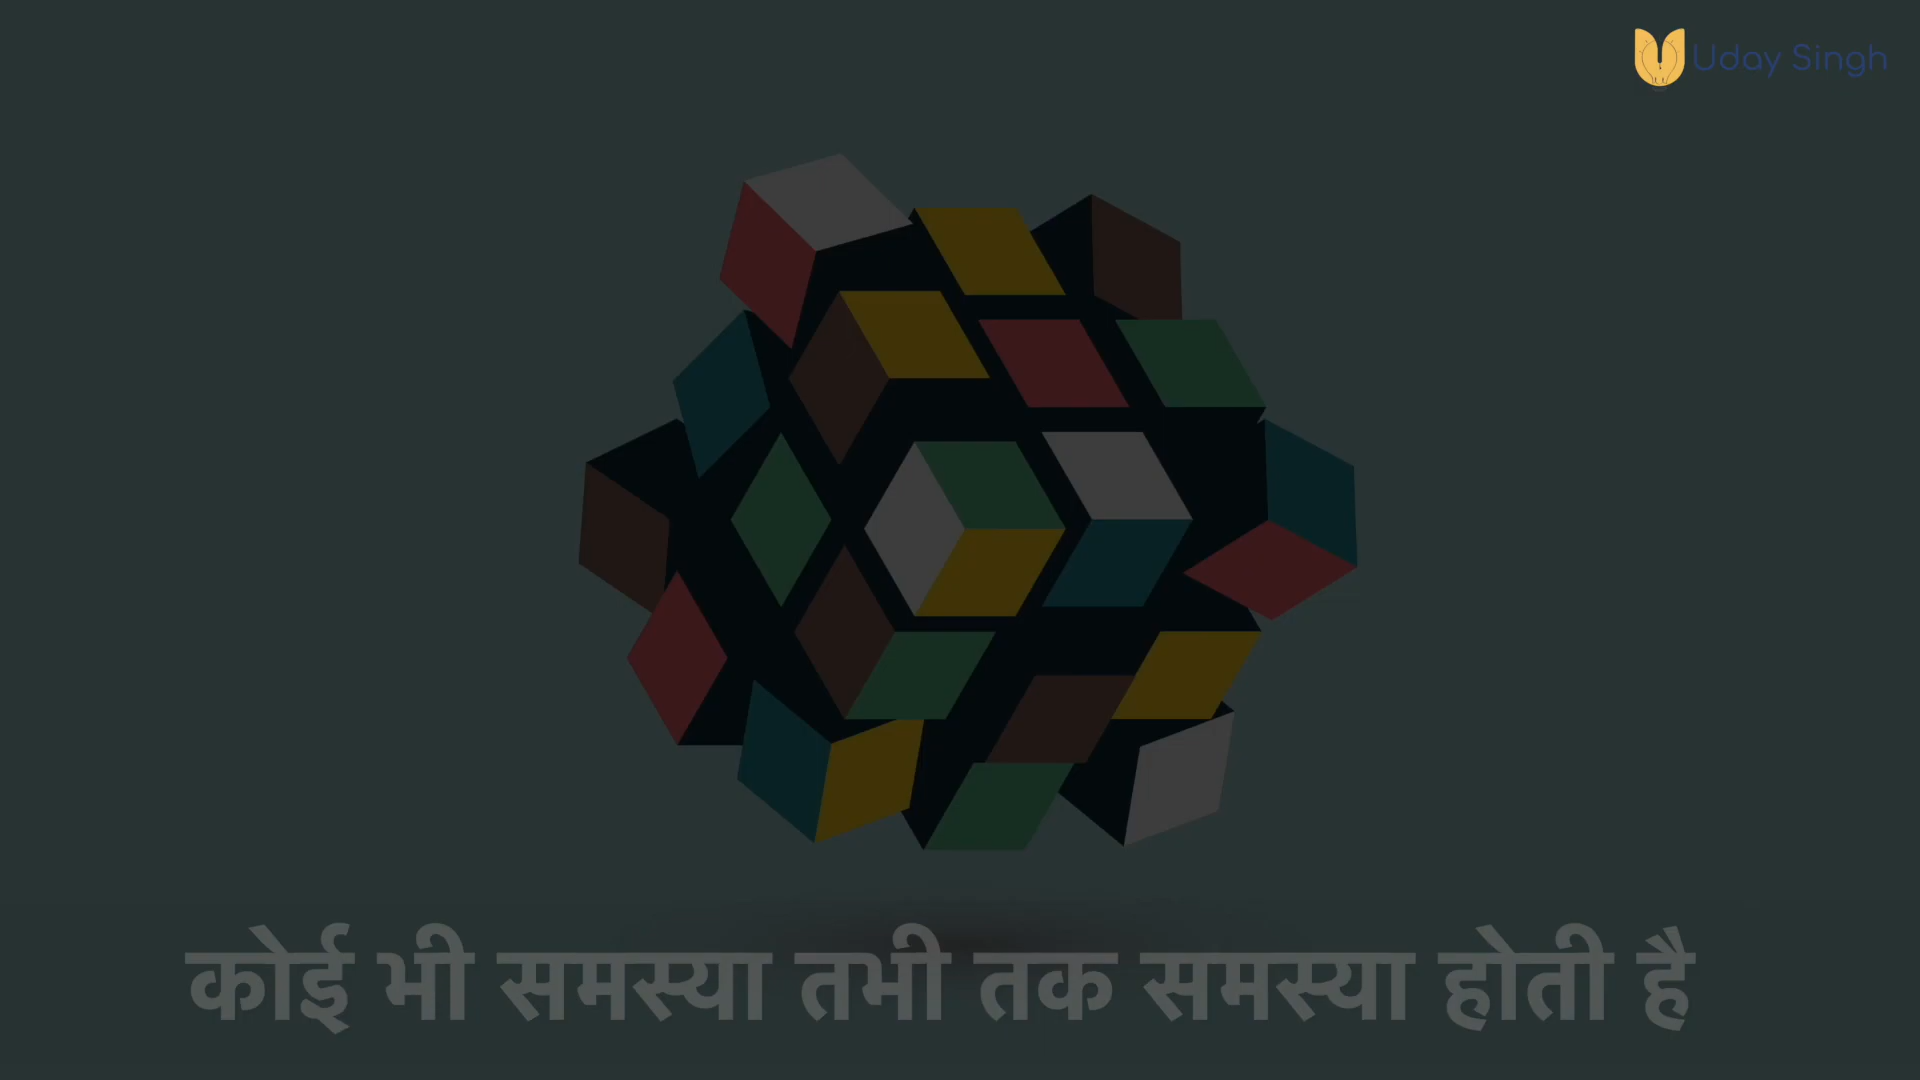 Uday Singh
कोई भी समस्या तभी तक समस्या होती है